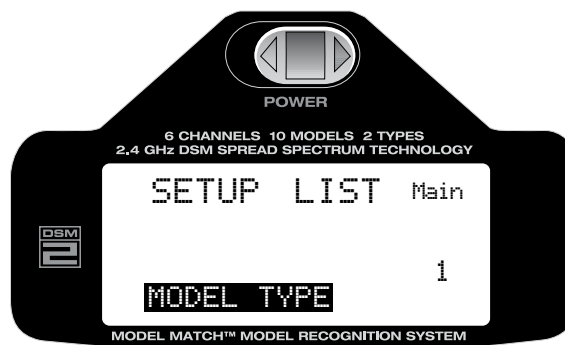 POWER
6 CHANNELS 10 MODELS 2 TYPES
2.4 GHz DSM SPREAD SPECTRUM TECHNOLOGY
SETUP LIST Main
DSM
2
1
MODEL TYPE
MODEL MATCH™ MODEL RECOGNITION SYSTEM